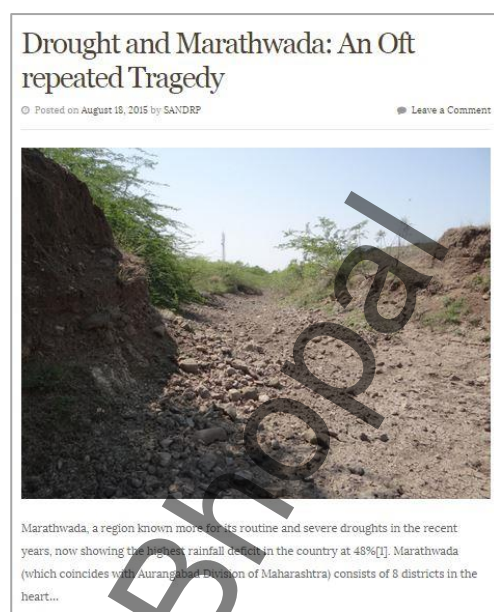 Drought and Marathwada: An Oft
repeated Tragedy
Posted on August 18, 2015 by SANDRP
Leave a Comment
Bhopal
Marathwada, a region known more for its routine and severe droughts in the recent
years, now showing the highest rainfall deficit in the country at 48%[1]. Marathwada
(which coincides with Aurangabad Division of Maharashtra) consists of 8 districts in the
heart...